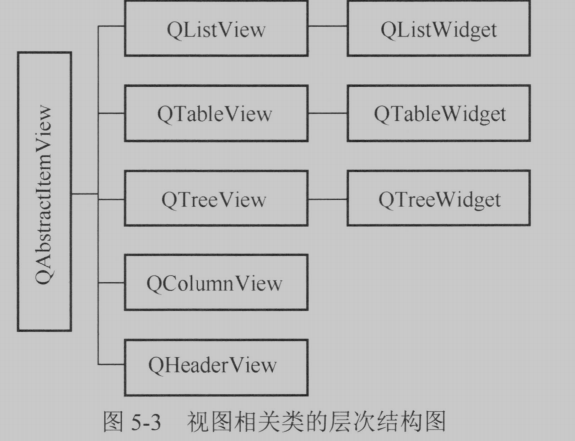 QListView
QListWidget
QAbstractItemView
QTableView
QTableWidget
QTreeView
QTreeWidget
QColumnView
QHeaderView
图 5-3 视图相关类的层次结构图